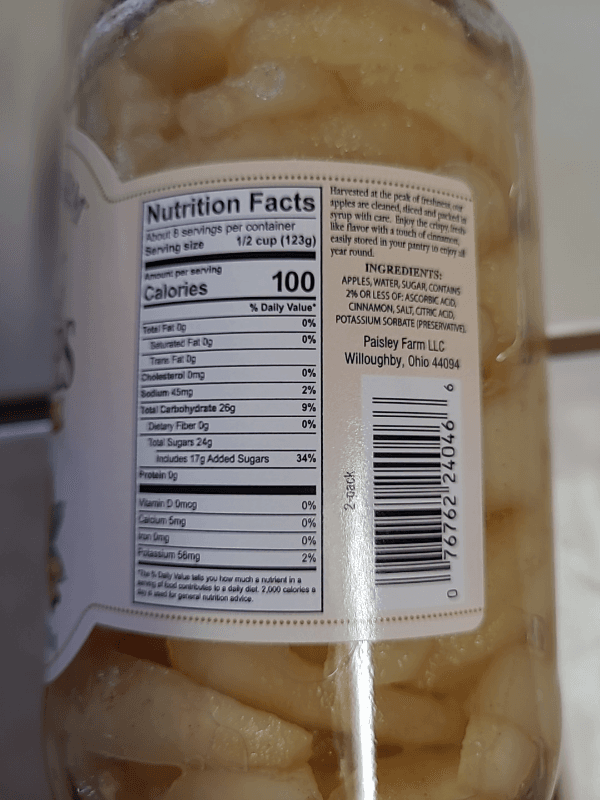 Nutrition Facts
About 8 servings per container
Serving size 1/2 cup (123g)
Amount per serving
Calories 100
% Daily Value*
Total Fat 0g 0%
Saturated Fat 0g 0%
Trans Fat 0g
Cholesterol 0mg 0%
Sodium 45mg 2%
Total Carbohydrate 26g 9%
Dietary Fiber 0g 0%
Total Sugars 24g
Includes 17g Added Sugars 34%
Protein 0g
Vitamin D 0mcg 0%
Calcium 5mg 0%
Iron 0mg 0%
Potassium 56mg 2%
*The % Daily Value tells you how much a nutrient in a
serving of food contributes to a daily diet. 2,000 calories a
day is used for general nutrition advice.
Harvested at the peak of freshness, our
apples are cleaned, diced and packed in
syrup with care. Enjoy the crispy, fresh-
like flavor with a touch of cinnamon,
easily stored in your pantry to enjoy all
year round.
INGREDIENTS:
APPLES, WATER, SUGAR, CONTAINS
2% OR LESS OF: ASCORBIC ACID,
CINNAMON, SALT, CITRIC ACID,
POTASSIUM SORBATE (PRESERVATIVE).
Paisley Farm LLC
Willoughby, Ohio 44094
2-pack
0 76762 24046 9